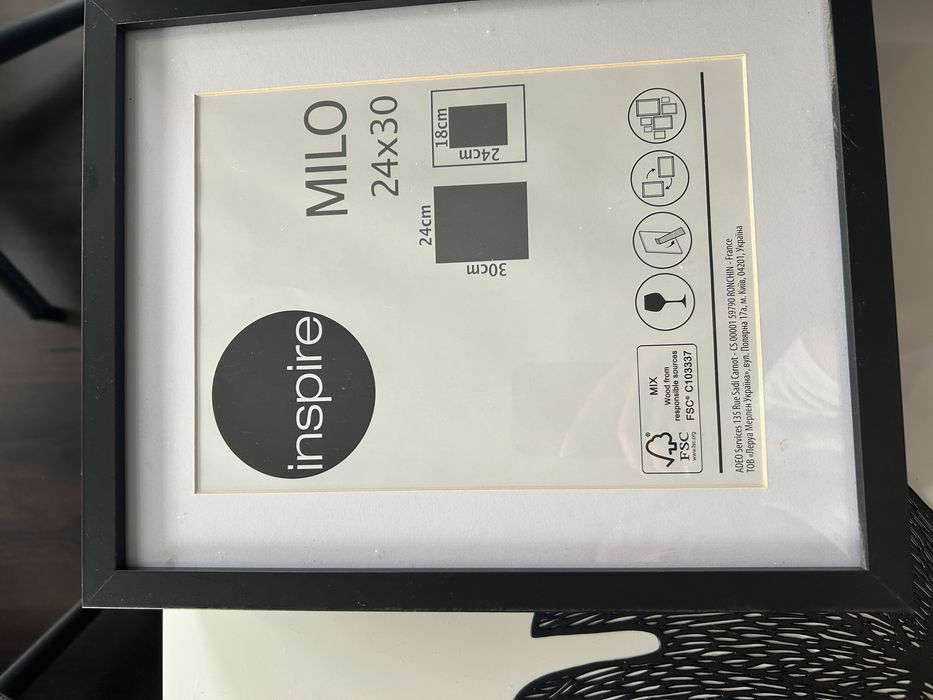 inspire
MILO
24x30
24cm
30cm
18cm
24cm
MIX
Wood from
responsible sources
FSC® C103337
®
FSC
www.fsc.org
ADEO Services 135 Rue Sadi Carnot - CS 00001 59790 RONCHIN - France
ТОВ «Леруа Мерлен Україна», вул. Полярна 17а, м. Київ, 04201, Україна